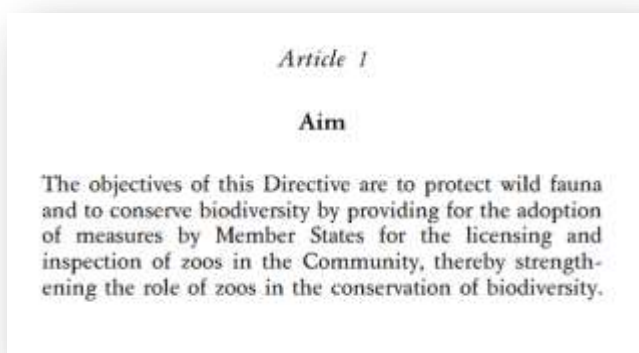 Article 1
Aim
The objectives of this Directive are to protect wild fauna
and to conserve biodiversity by providing for the adoption
of measures by Member States for the licensing and
inspection of zoos in the Community, thereby strength-
ening the role of zoos in the conservation of biodiversity.